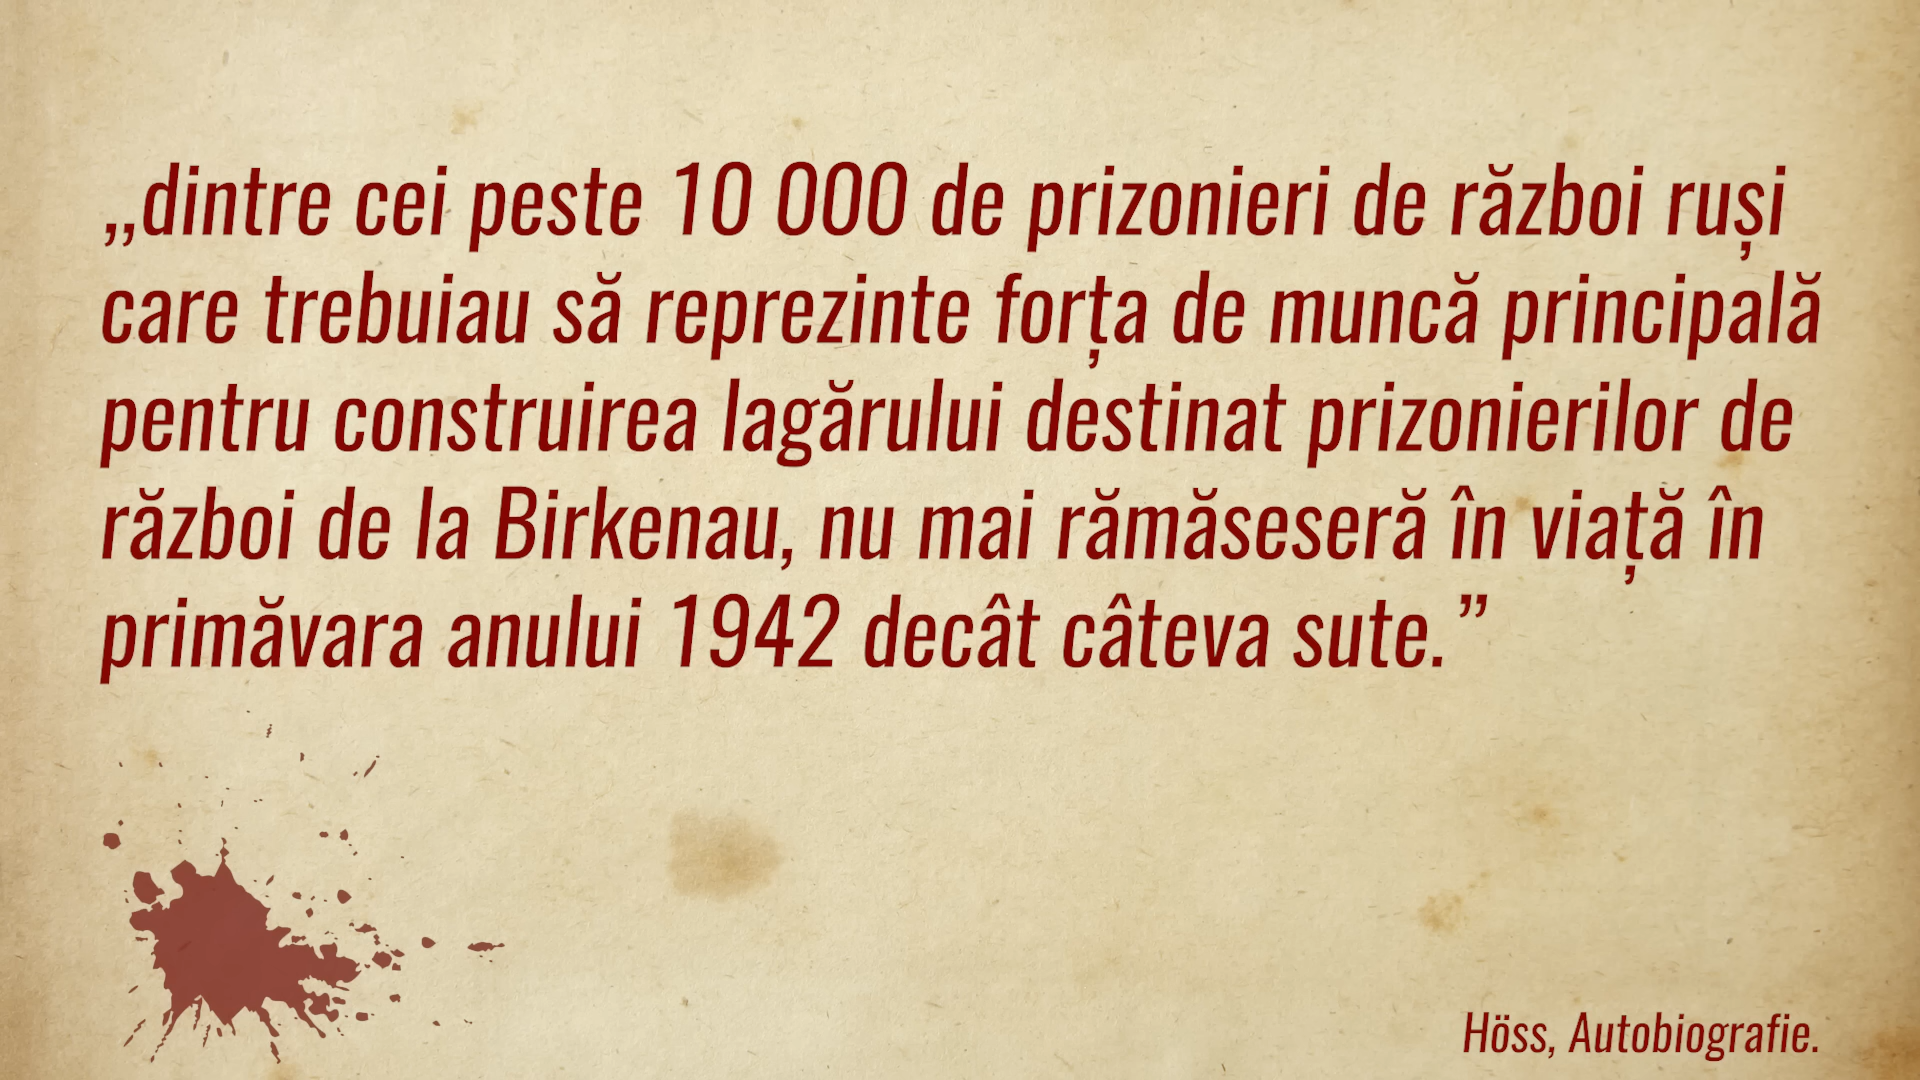 „dintre cei peste 10 000 de prizonieri de război ruși
care trebuiau să reprezinte forța de muncă principală
pentru construirea lagărului destinat prizonierilor de
război de la Birkenau, nu mai rămăseseră în viață în
primăvara anului 1942 decât câteva sute.”
Höss, Autobiografie.